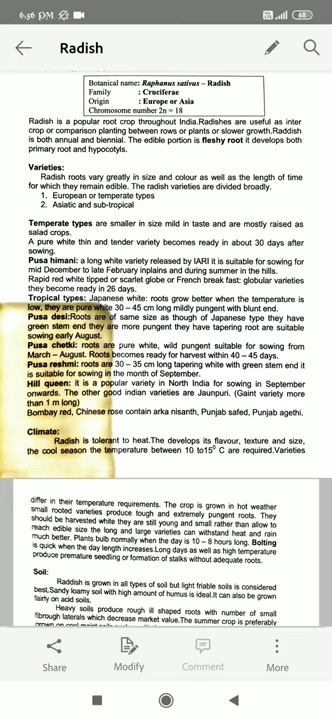 6:56 PM
68
Radish
Botanical name: Raphanus sativus – Radish
Family : Cruciferae
Origin : Europe or Asia
Chromosome number 2n = 18
Radish is a popular root crop throughout India.Radishes are useful as inter
crop or comparison planting between rows or plants or slower growth.Raddish
is both annual and biennial. The edible portion is fleshy root it develops both
primary root and hypocotyls.
Varieties:
Radish roots vary greatly in size and colour as well as the length of time
for which they remain edible. The radish varieties are divided broadly.
1. European or temperate types
2. Asiatic and sub-tropical
Temperate types are smaller in size mild in taste and are mostly raised as
salad crops.
A pure white thin and tender variety becomes ready in about 30 days after
sowing.
Pusa himani: a long white variety released by IARI it is suitable for sowing for
mid December to late February inplains and during summer in the hills.
Rapid red white tipped or scarlet globe or French break fast: globular varieties
they become ready in 26 days.
Tropical types: Japanese white: roots grow better when the temperature is
low, they are pure white 30 – 45 cm long mildly pungent with blunt end.
Pusa desi:Roots are of same size as though of Japanese type they have
green stem end they are more pungent they have tapering root are suitable
sowing early August.
Pusa chetki: roots are pure white, wild pungent suitable for sowing from
March – August. Roots becomes ready for harvest within 40 – 45 days.
Pusa reshmi: roots are 30 – 35 cm long tapering white with green stem end it
is suitable for sowing in the month of September.
Hill queen: it is a popular variety in North India for sowing in September
onwards. The other good indian varieties are Jaunpuri. (Gaint variety more
than 1 m long)
Bombay red, Chinese rose contain arka nisanth, Punjab safed, Punjab agethi.
Climate:
Radish is tolerant to heat.The develops its flavour, texture and size,
the cool season the temperature between 10 to15° C are required.Varieties
differ in their temperature requirements. The crop is grown in hot weather
small rooted varieties produce tough and extremely pungent roots. They
should be harvested white they are still young and small rather than allow to
reach edible size the long and large varieties can withstand heat and rain
much better. Plants bulb normally when the day is 10 – 8 hours long. Bolting
is quick when the day length increases.Long days as well as high temperature
produce premature seedling or formation of stalks without adequate roots.
Soil:
Raddish is grown in all types of soil but light friable soils is considered
best.Sandy loamy soil with high amount of humus is ideal.It can also be grown
fairly on acid soils.
Heavy soils produce rough ill shaped roots with number of small
fibrough laterals which decrease market value.The summer crop is preferably
Share
Modify
Comment
More